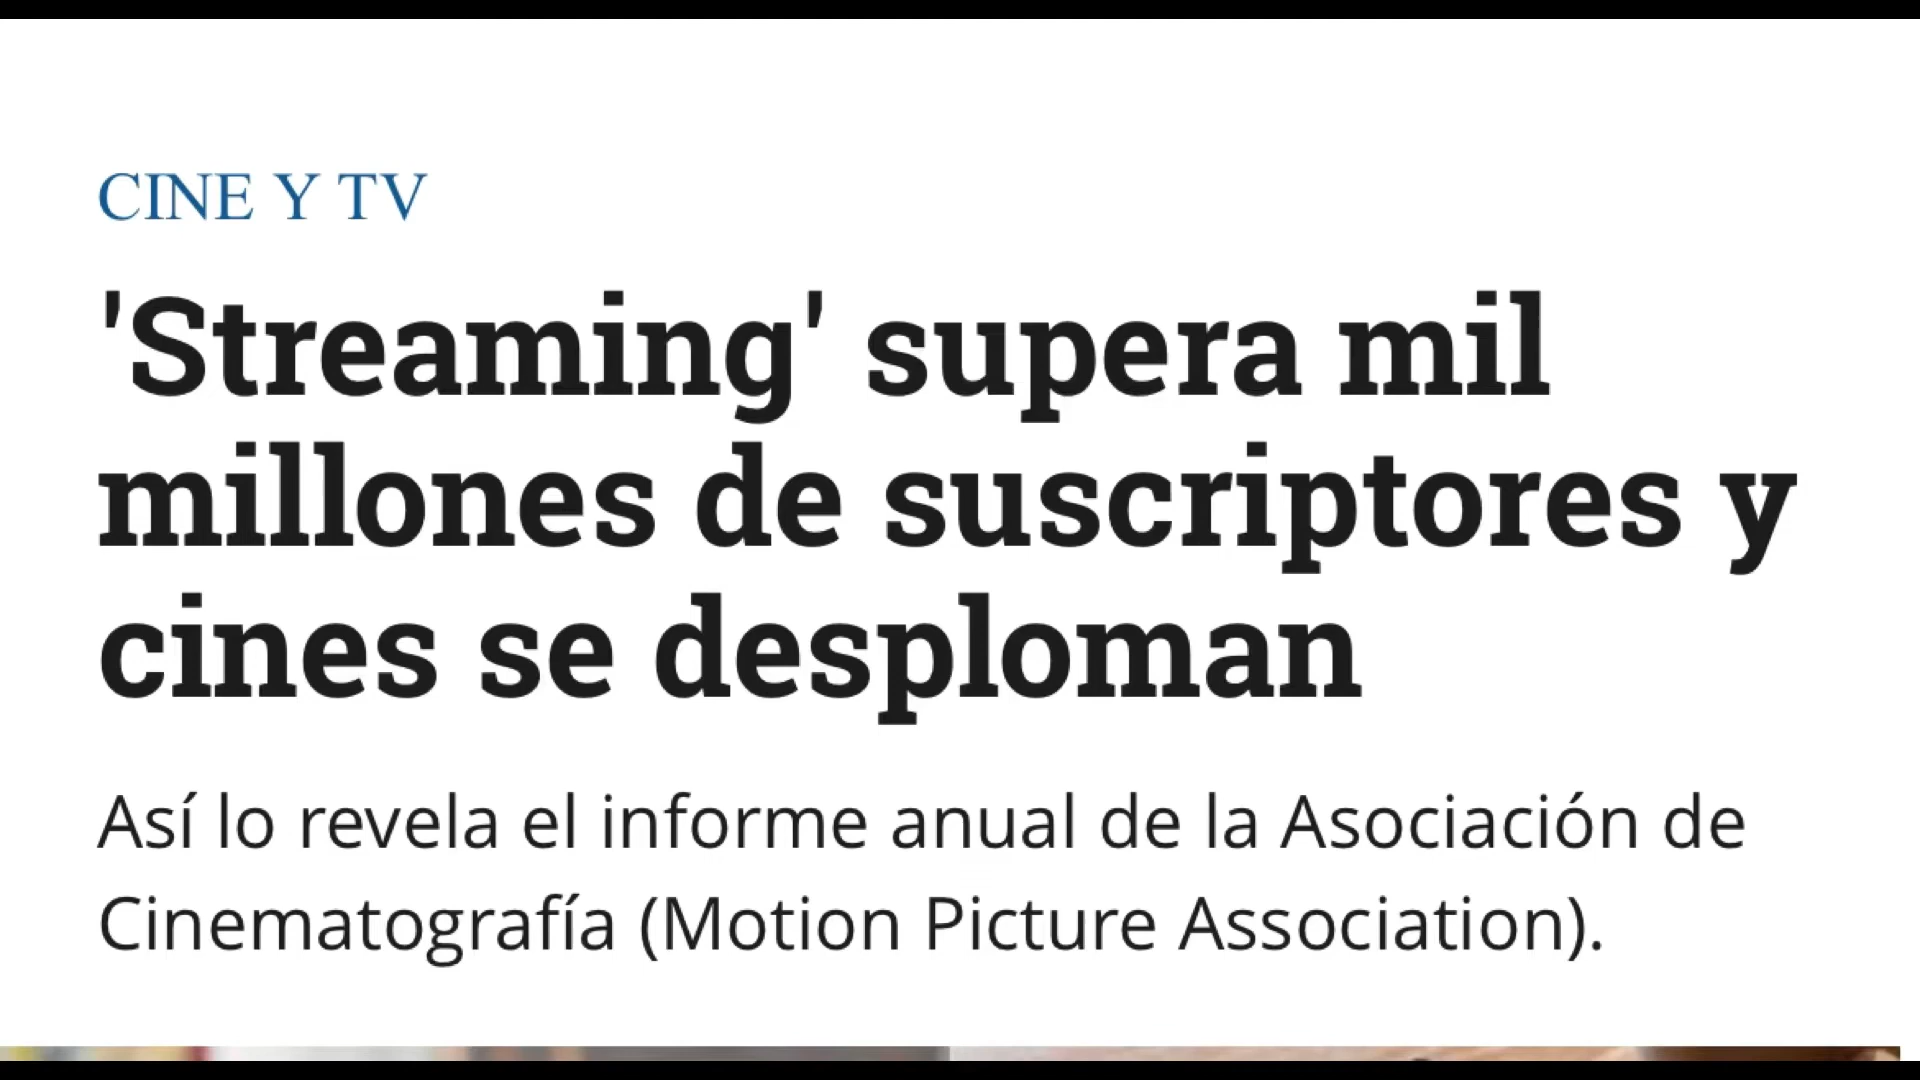 CINE Y TV
'Streaming' supera mil
millones de suscriptores y
cines se desploman
Así lo revela el informe anual de la Asociación de
Cinematografía (Motion Picture Association).